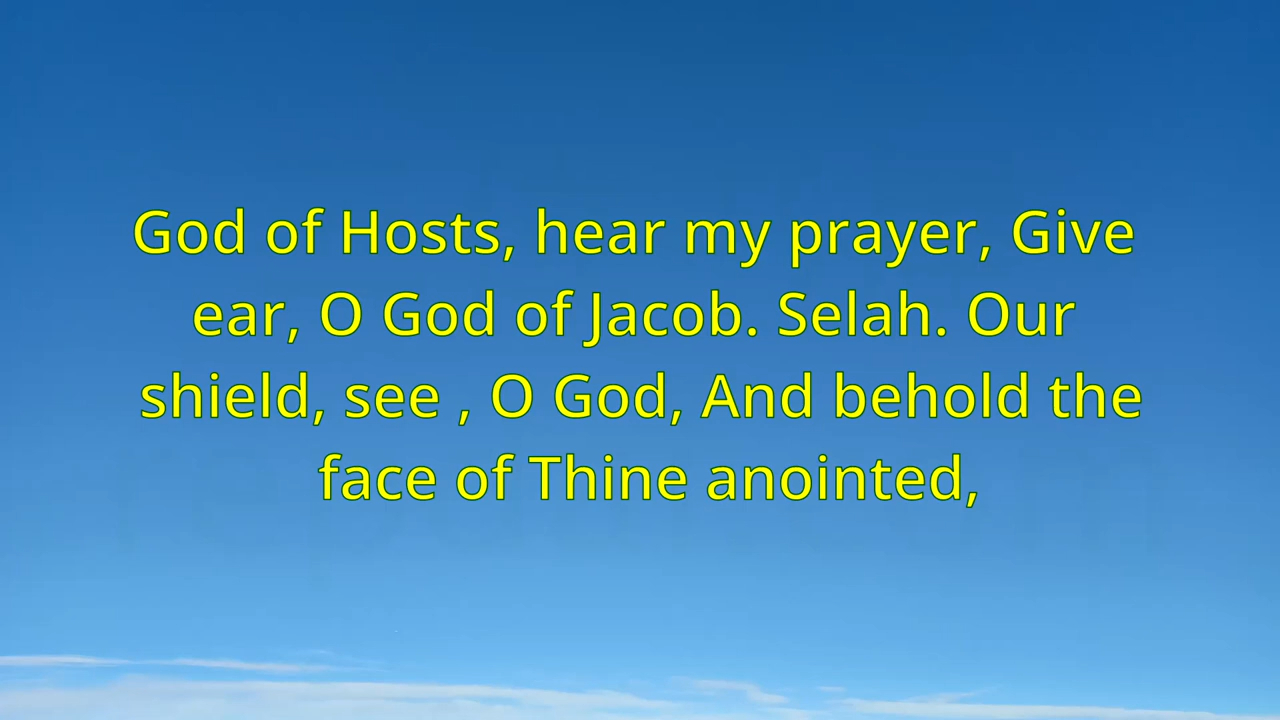 God of Hosts, hear my prayer, Give
ear, O God of Jacob. Selah. Our
shield, see , O God, And behold the
face of Thine anointed,